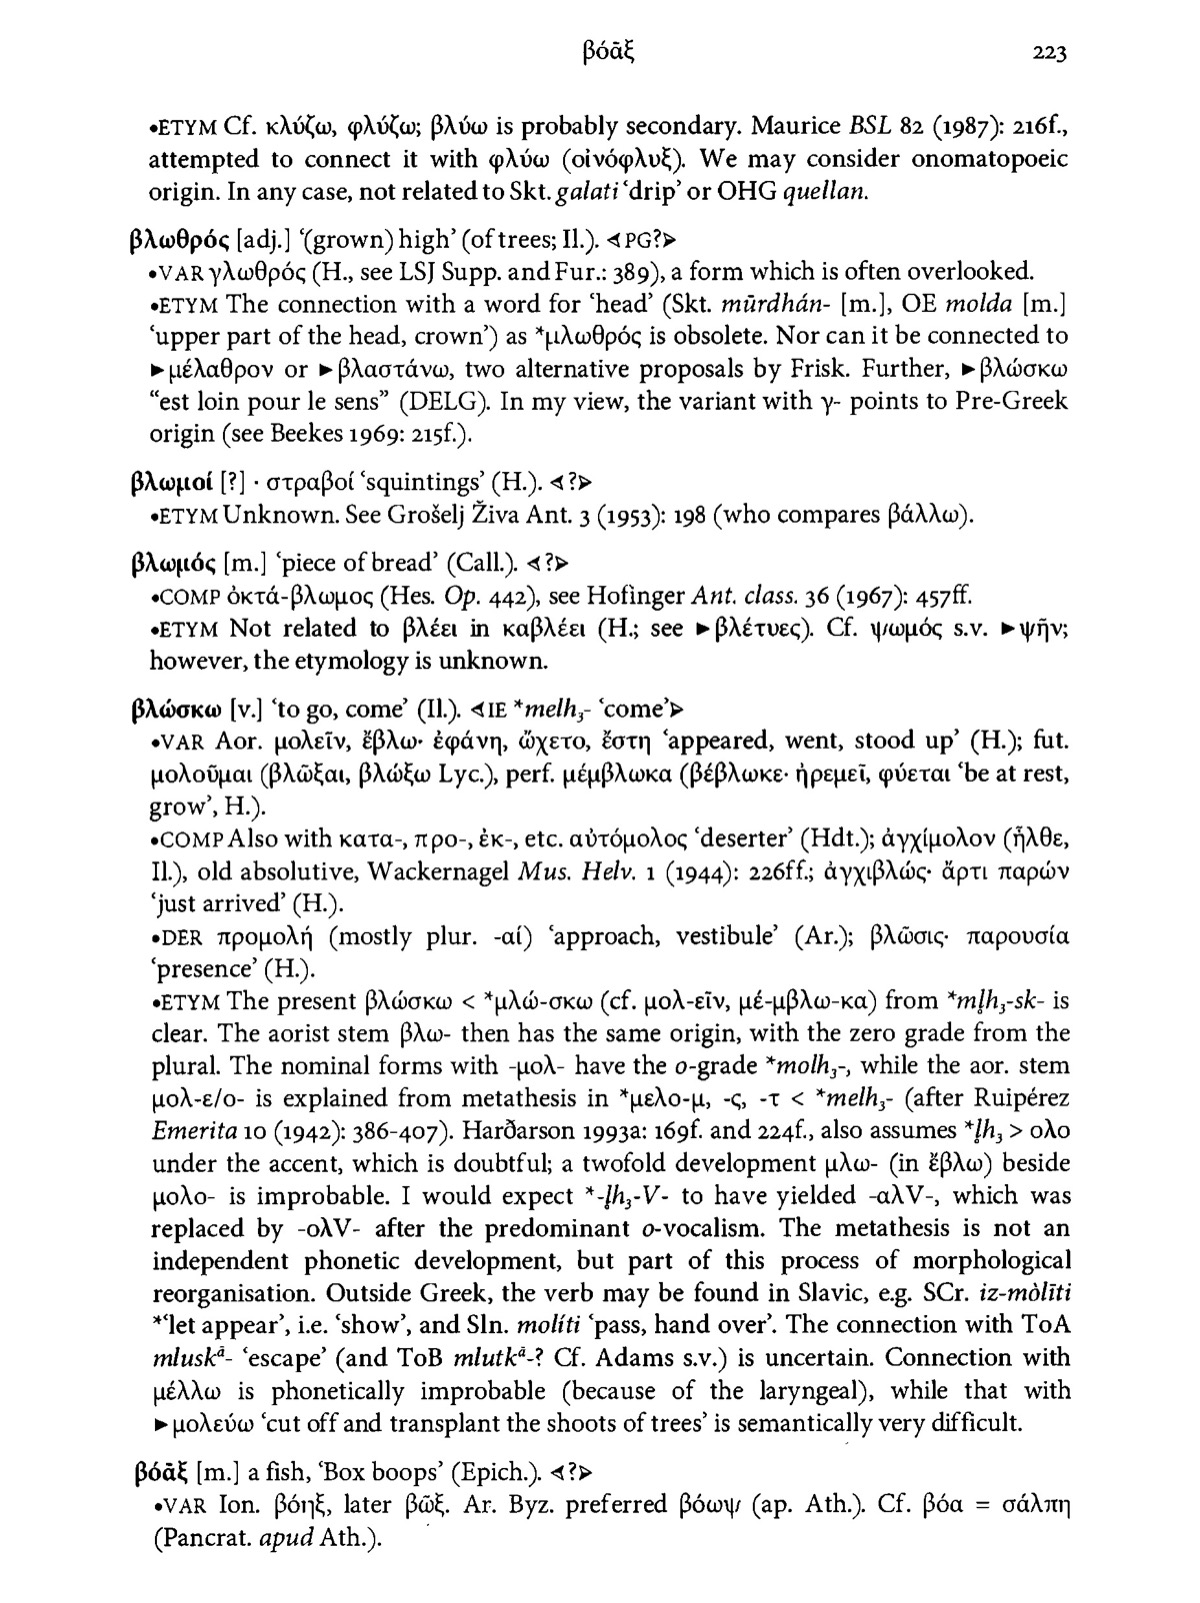 βόᾱξ 223
•ETYM Cf. κλύζω, φλύζω; βλύω is probably secondary. Maurice BSL 82 (1987): 216f.,
attempted to connect it with φλύω (οἰνόφλυξ). We may consider onomatopoeic
origin. In any case, not related to Skt. galati ‘drip’ or OHG quellan.
βλωθρός [adj.] ‘(grown) high’ (of trees; Il.). ⊲PG?⊳
•VAR γλωθρός (H., see LSJ Supp. and Fur.: 389), a form which is often overlooked.
•ETYM The connection with a word for ‘head’ (Skt. mūrdhán- [m.], OE molda [m.]
‘upper part of the head, crown’) as *μλωθρός is obsolete. Nor can it be connected to
►μέλαθρον or ►βλαστάνω, two alternative proposals by Frisk. Further, ►βλώσκω
“est loin pour le sens” (DELG). In my view, the variant with γ- points to Pre-Greek
origin (see Beekes 1969: 215f.).
βλωμοί [?] · στραβοί ‘squintings’ (H.). ⊲?⊳
•ETYM Unknown. See Grošelj Živa Ant. 3 (1953): 198 (who compares βάλλω).
βλωμός [m.] ‘piece of bread’ (Call.). ⊲?⊳
•COMP ὀκτά-βλωμος (Hes. Op. 442), see Hofinger Ant. class. 36 (1967): 457ff.
•ETYM Not related to βλέει in καβλέει (H.; see ►βλέτυες). Cf. ψωμός s.v. ►ψῆν;
however, the etymology is unknown.
βλώσκω [v.] ‘to go, come’ (Il.). ⊲IE *melh₃- ‘come’⊳
•VAR Aor. μολεῖν, ἔβλω· ἐφάνη, ᾤχετο, ἔστη ‘appeared, went, stood up’ (H.); fut.
μολοῦμαι (βλῶξαι, βλώξω Lyc.), perf. μέμβλωκα (βέβλωκε· ἠρεμεῖ, φύεται ‘be at rest,
grow’, H.).
•COMP Also with κατα-, προ-, ἐκ-, etc. αὐτόμολος ‘deserter’ (Hdt.); ἀγχίμολον (ἦλθε,
Il.), old absolutive, Wackernagel Mus. Helv. 1 (1944): 226ff.; ἀγχιβλώς· ἄρτι παρών
‘just arrived’ (H.).
•DER προμολή (mostly plur. -αί) ‘approach, vestibule’ (Ar.); βλῶσις· παρουσία
‘presence’ (H.).
•ETYM The present βλώσκω < *μλώ-σκω (cf. μολ-εῖν, μέ-μβλω-κα) from *ml̥h₃-sk- is
clear. The aorist stem βλω- then has the same origin, with the zero grade from the
plural. The nominal forms with -μολ- have the o-grade *molh₃-, while the aor. stem
μολ-ε/ο- is explained from metathesis in *μελο-μ, -ς, -τ < *melh₃- (after Ruipérez
Emerita 10 (1942): 386-407). Harðarson 1993a: 169f. and 224f., also assumes *l̥h₃ > ολο
under the accent, which is doubtful; a twofold development μλω- (in ἔβλω) beside
μολο- is improbable. I would expect *-l̥h₃-V- to have yielded -αλV-, which was
replaced by -ολV- after the predominant o-vocalism. The metathesis is not an
independent phonetic development, but part of this process of morphological
reorganisation. Outside Greek, the verb may be found in Slavic, e.g. SCr. iz-mòlīti
*‘let appear’, i.e. ‘show’, and Sln. molíti ‘pass, hand over’. The connection with ToA
mluskᵃ̈- ‘escape’ (and ToB mlutkᵃ̈-? Cf. Adams s.v.) is uncertain. Connection with
μέλλω is phonetically improbable (because of the laryngeal), while that with
►μολεύω ‘cut off and transplant the shoots of trees’ is semantically very difficult.
βόᾱξ [m.] a fish, ‘Box boops’ (Epich.). ⊲?⊳
•VAR Ion. βόηξ, later βῶξ. Ar. Byz. preferred βόωψ (ap. Ath.). Cf. βόα = σάλπη
(Pancrat. apud Ath.).